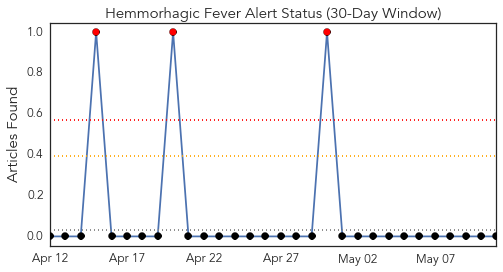 Hemmorhagic Fever Alert Status (30-Day Window)
Articles Found
1.0
0.8
0.6
0.4
0.2
0.0
Apr 12 Apr 17 Apr 22 Apr 27 May 02 May 07